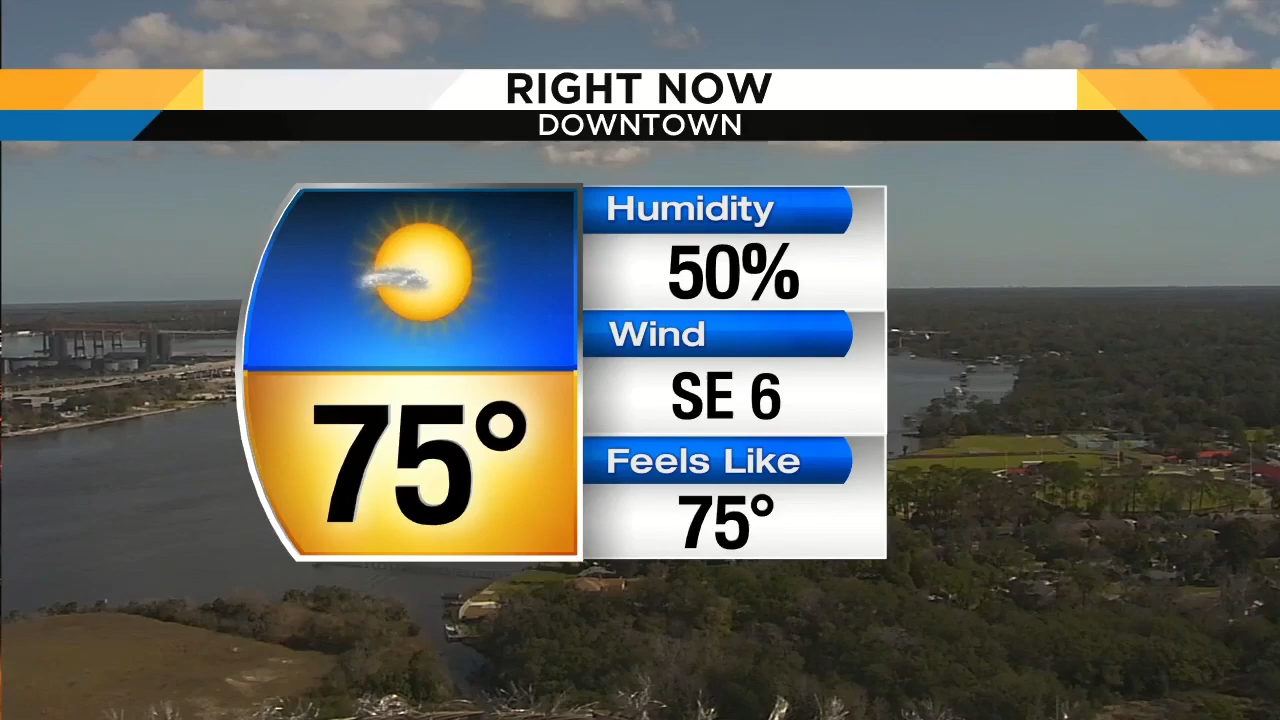 RIGHT NOW
DOWNTOWN
75°
Humidity
50%
Wind
SE 6
Feels Like
75°